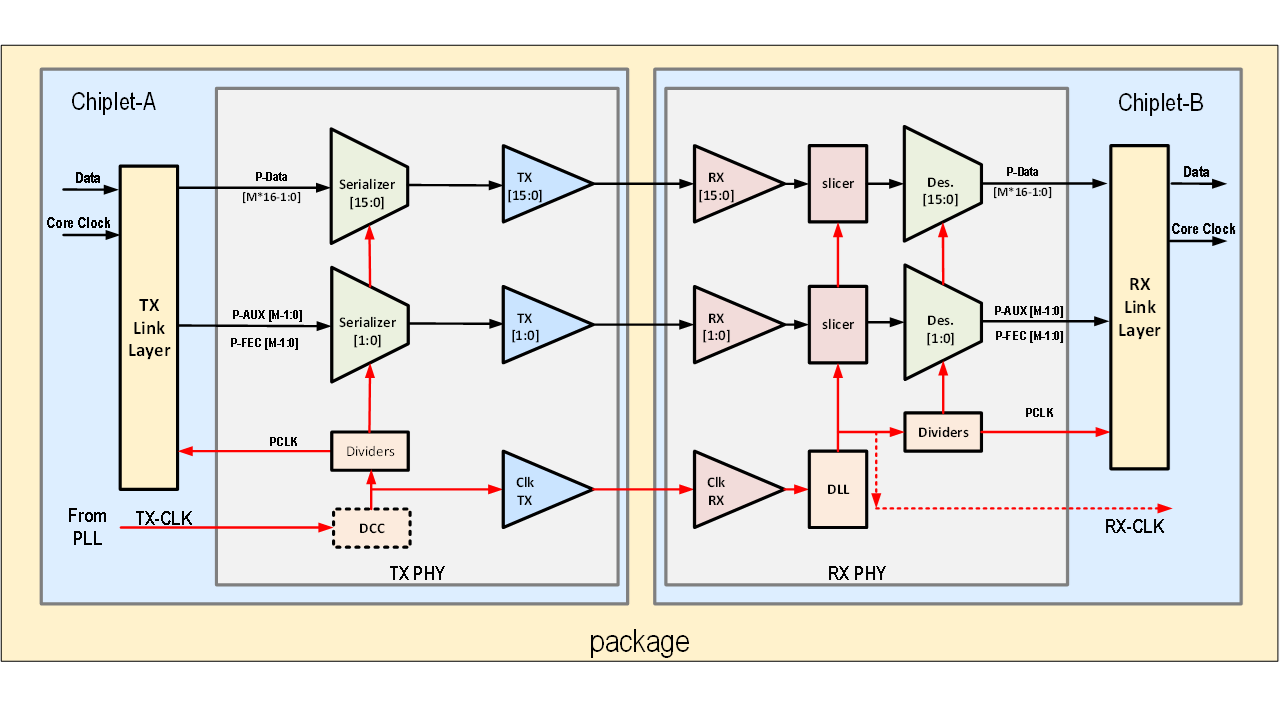 Chiplet-A
Chiplet-B
Data
P-Data
[M*16-1:0]
Serializer
[15:0]
TX
[15:0]
RX
[15:0]
slicer
Des.
[15:0]
P-Data
[M*16-1:0]
Data
Core Clock
Core Clock
TX
Link
Layer
P-AUX [M-1:0]
P-FEC [M-1:0]
Serializer
[1:0]
TX
[1:0]
RX
[1:0]
slicer
Des.
[1:0]
P-AUX [M-1:0]
P-FEC [M-1:0]
RX
Link
Layer
PCLK
Dividers
Dividers
PCLK
Clk
TX
Clk
RX
DLL
From
PLL
TX-CLK
DCC
RX-CLK
TX PHY
RX PHY
package